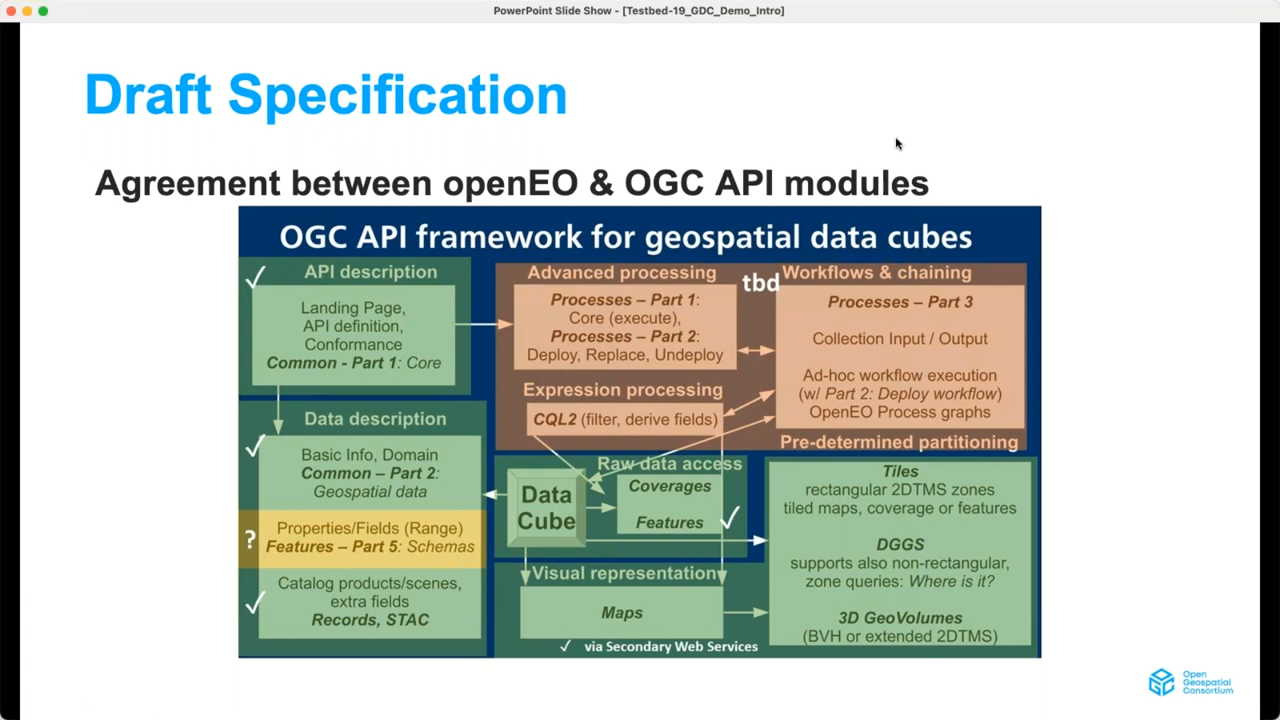 PowerPoint Slide Show - [Testbed-19_GDC_Demo_Intro]
Draft Specification
Agreement between openEO & OGC API modules
OGC API framework for geospatial data cubes
API description
Landing Page,
API definition,
Conformance
Common - Part 1: Core
Data description
Basic Info, Domain
Common – Part 2:
Geospatial data
?
Properties/Fields (Range)
Features – Part 5: Schemas
Catalog products/scenes,
extra fields
Records, STAC
Advanced processing
Processes – Part 1:
Core (execute),
Processes – Part 2:
Deploy, Replace, Undeploy
tbd
Workflows & chaining
Processes – Part 3
Collection Input / Output
Ad-hoc workflow execution
(w/ Part 2: Deploy workflow)
OpenEO Process graphs
Expression processing
CQL2 (filter, derive fields)
Raw data access
Data
Cube
Coverages
Features
Visual representation
Maps
✓ via Secondary Web Services
Pre-determined partitioning
Tiles
rectangular 2DTMS zones
tiled maps, coverage or features
DGGS
supports also non-rectangular,
zone queries: Where is it?
3D GeoVolumes
(BVH or extended 2DTMS)
Open
Geospatial
Consortium